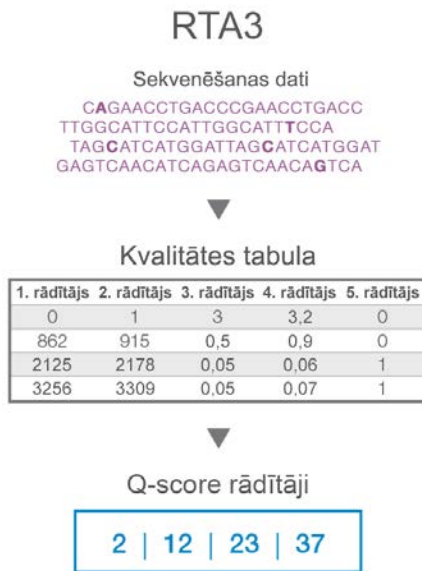 RTA3
Sekvenēšanas dati
CAGAACCTGACCCGAACCTGACC
TTGGCATTCCATTGGCATTTCCA
TAGCATCATGGATTAGCATCATGGAT
GAGTCAACATCAGAGTCAACAGTCA
Kvalitātes tabula
1. rādītājs 2. rādītājs 3. rādītājs 4. rādītājs 5. rādītājs
0 1 3 3,2 0
862 915 0,5 0,9 0
2125 2178 0,05 0,06 1
3256 3309 0,05 0,07 1
Q-score rādītāji
2 | 12 | 23 | 37